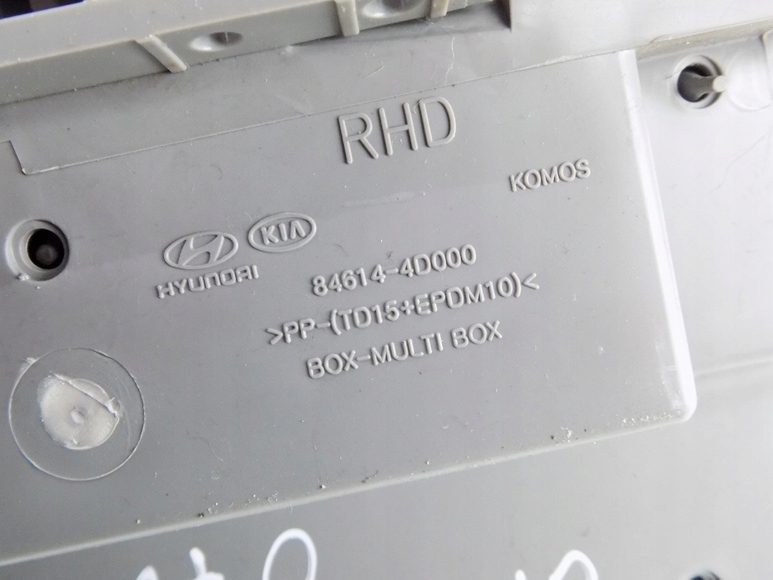 RHD
KOMOS
HYUNDAI KIA
84614-4D000
>PP-(TD15+EPDM10)<
BOX-MULTI BOX